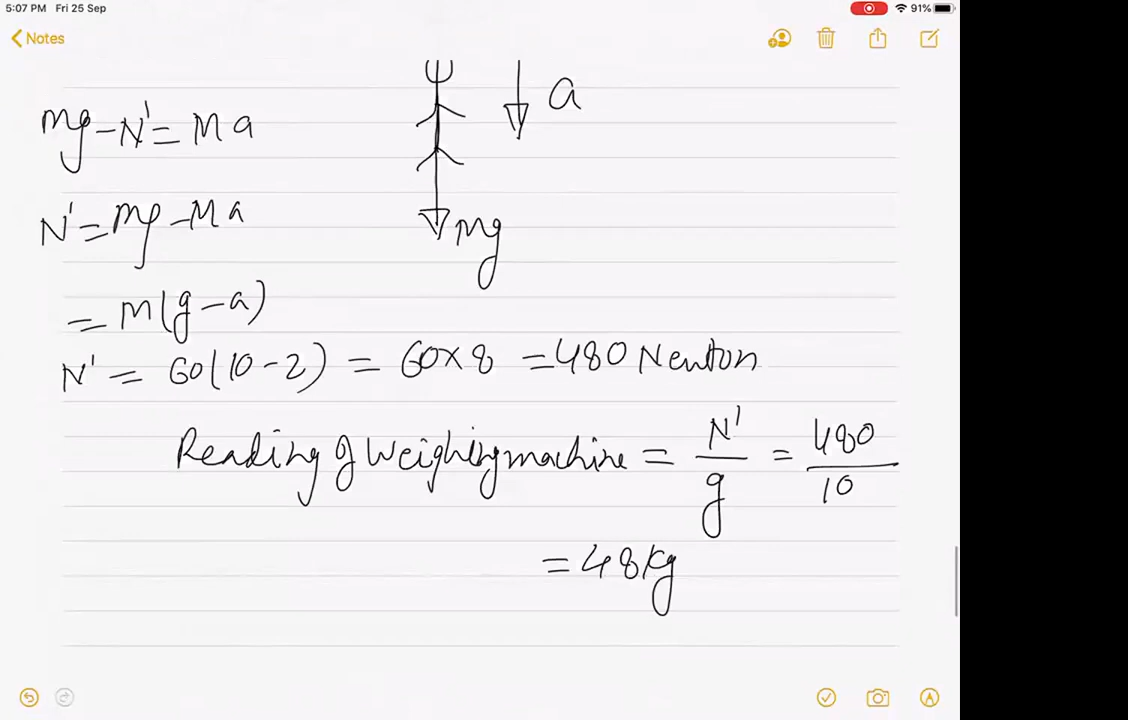 5:07 PM Fri 25 Sep
91%
Notes
a
mg - N' = Ma
N' = mg - Ma
mg
= M(g - a)
N' = 60(10 - 2) = 60 × 8 = 480 Newton
Reading of Weighing machine = N'/g = 480/10
= 48 kg